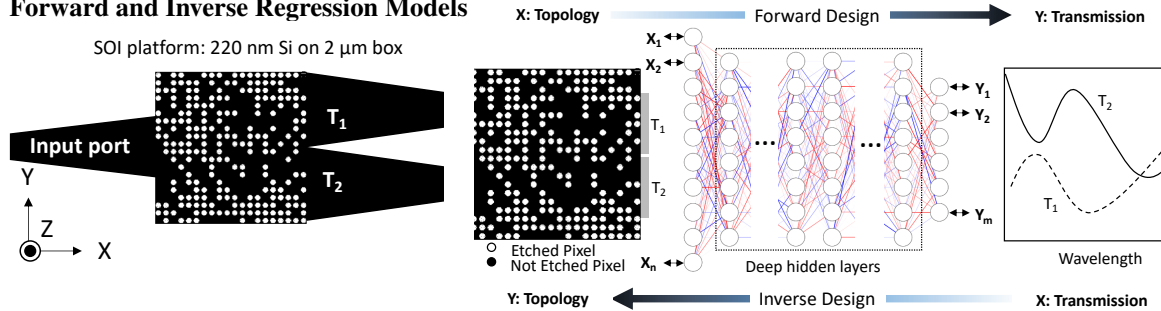 Forward and Inverse Regression Models
SOI platform: 220 nm Si on 2 µm box
Input port
T1
T2
Y
Z
X
X: Topology
Forward Design
Y: Transmission
T1
T2
Etched Pixel
Not Etched Pixel
X1
X2
Xn
...
...
Deep hidden layers
Y1
Y2
Ym
T2
T1
Wavelength
Y: Topology
Inverse Design
X: Transmission